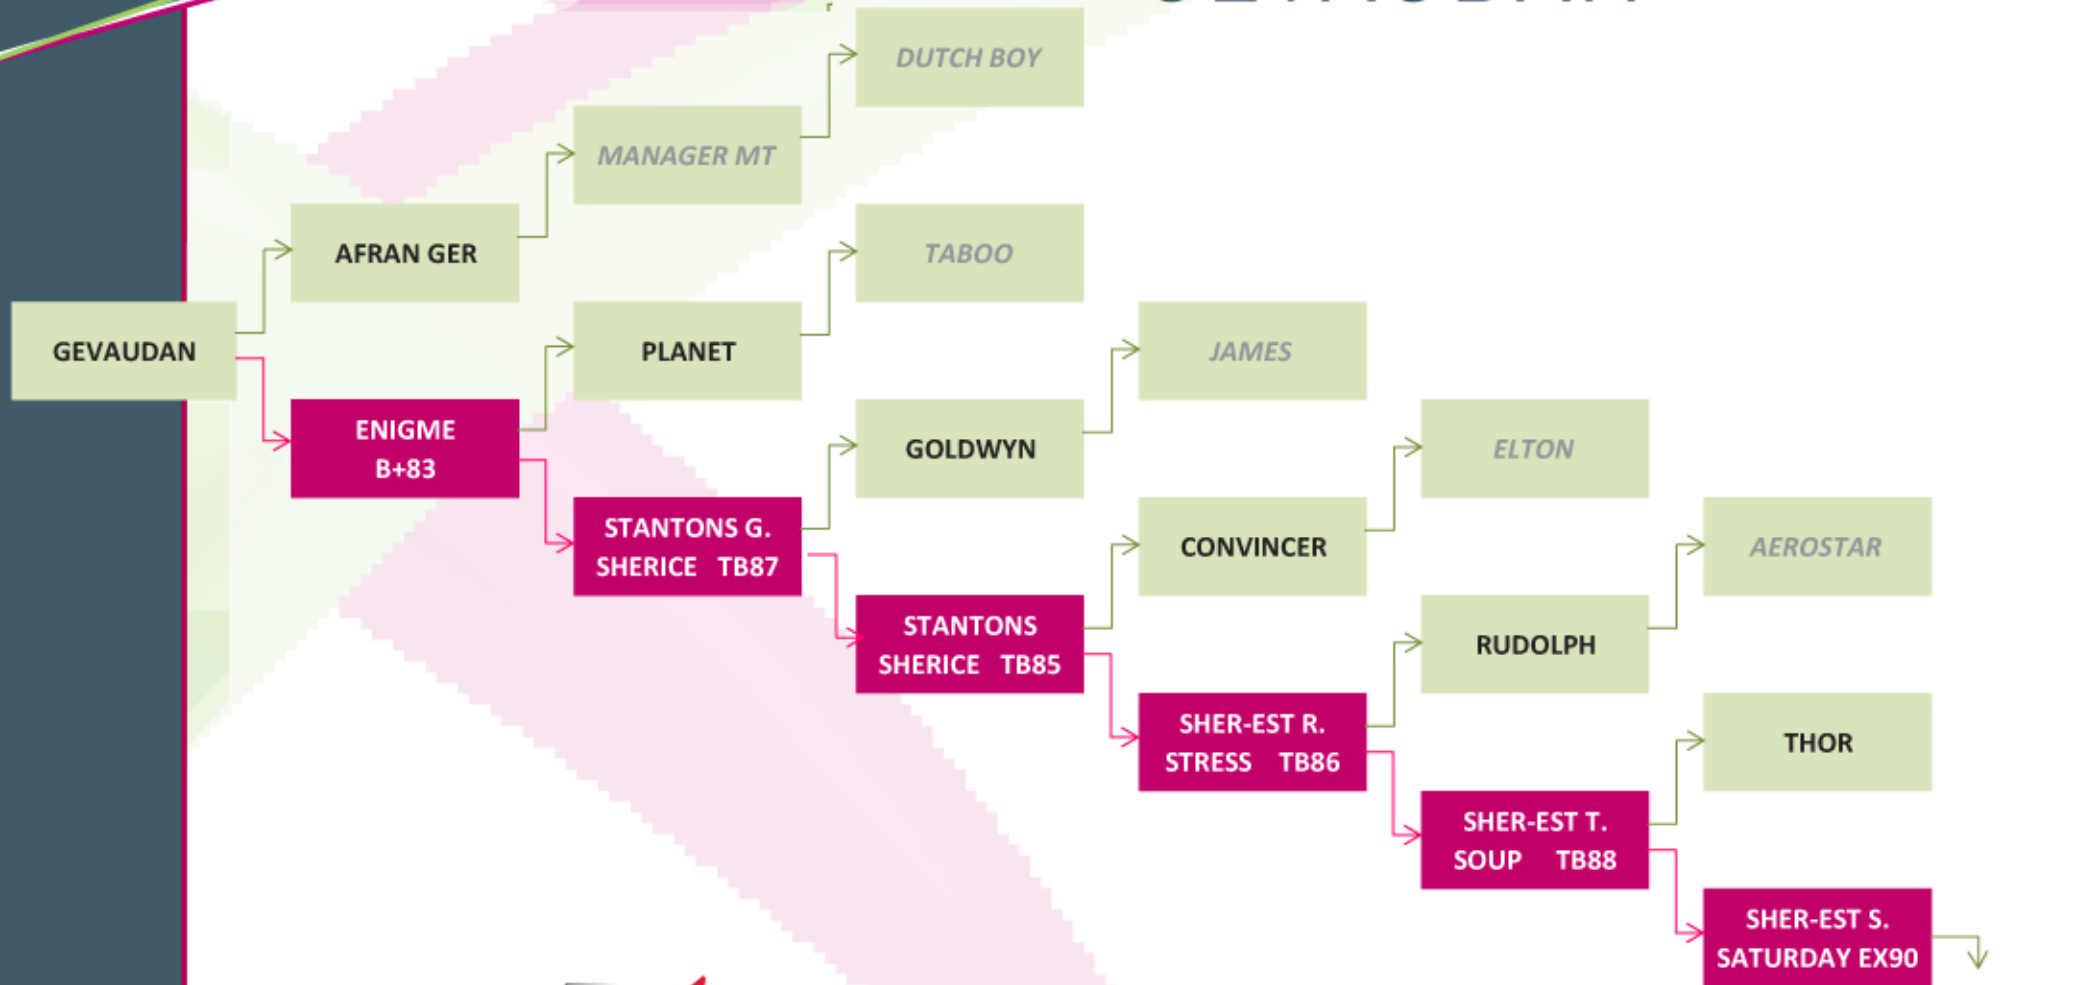 DUTCH BOY
MANAGER MT
AFRAN GER
TABOO
GEVAUDAN
PLANET
JAMES
ENIGME
B+83
GOLDWYN
ELTON
STANTONS G.
SHERICE TB87
CONVINCER
AEROSTAR
STANTONS
SHERICE TB85
RUDOLPH
SHER-EST R.
STRESS TB86
THOR
SHER-EST T.
SOUP TB88
SHER-EST S.
SATURDAY EX90